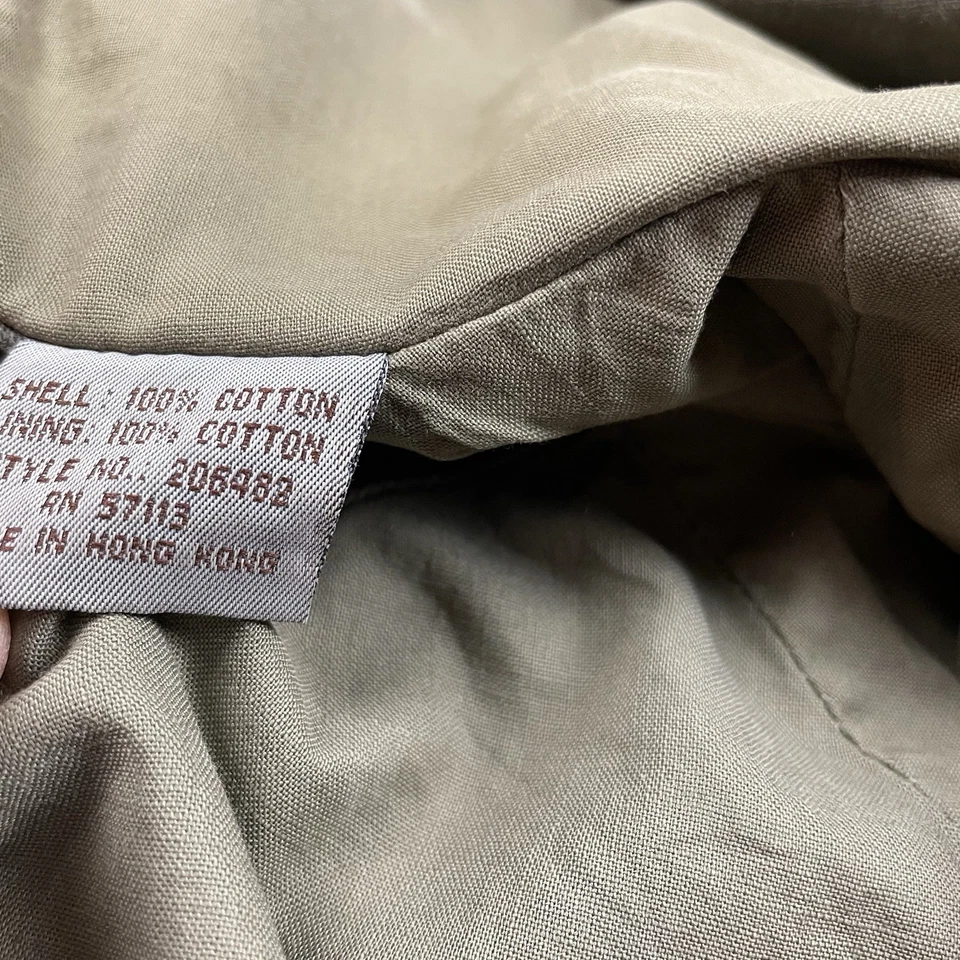 SHELL: 100% COTTON
INING. 100% COTTON
TYLE NO.: 206482
RN 57113
E IN HONG KONG